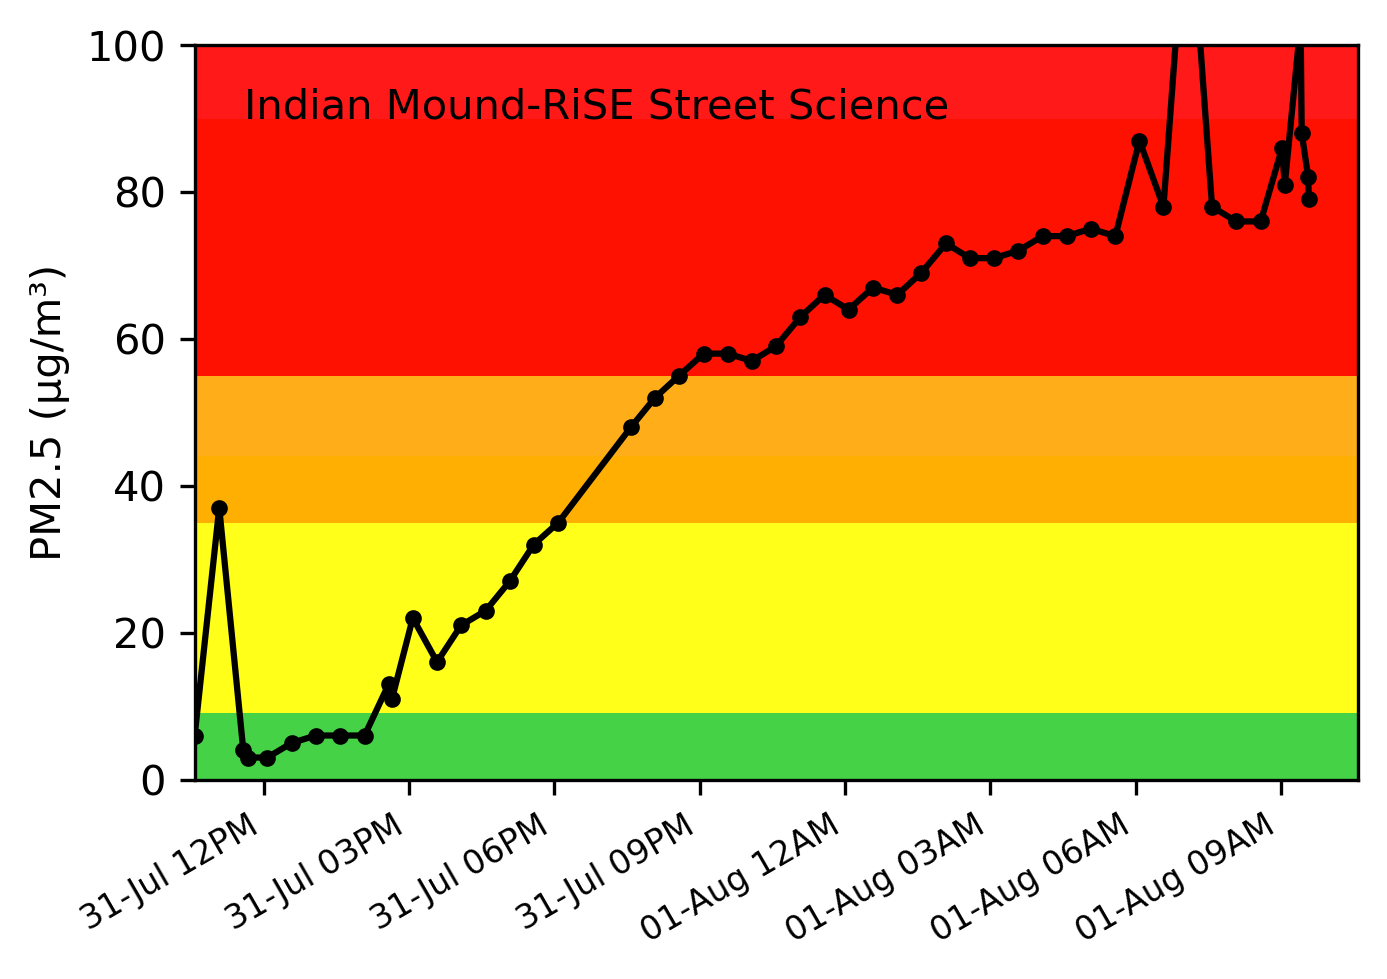 100
Indian Mound-RiSE Street Science
80
60
40
20
0
PM2.5 (µg/m³)
31-Jul 12PM
31-Jul 03PM
31-Jul 06PM
31-Jul 09PM
01-Aug 12AM
01-Aug 03AM
01-Aug 06AM
01-Aug 09AM